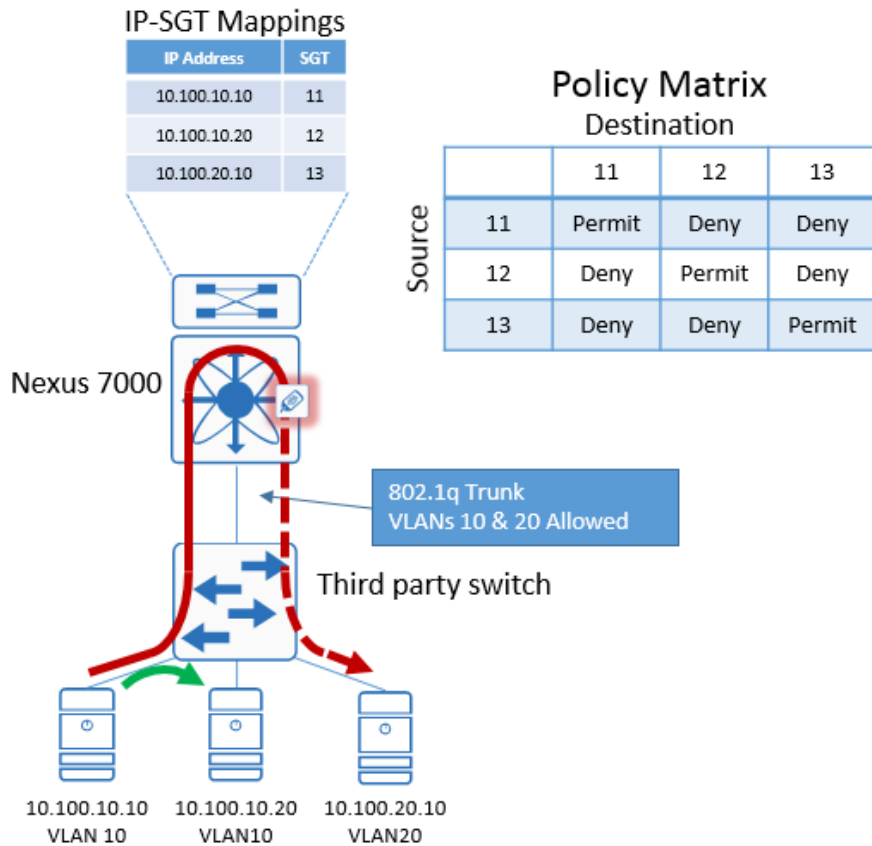 IP-SGT Mappings
IP Address SGT
10.100.10.10 11
10.100.10.20 12
10.100.20.10 13
Policy Matrix
Destination
Source
11 12 13
11 Permit Deny Deny
12 Deny Permit Deny
13 Deny Deny Permit
Nexus 7000
802.1q Trunk
VLANs 10 & 20 Allowed
Third party switch
10.100.10.10
VLAN 10
10.100.10.20
VLAN10
10.100.20.10
VLAN20